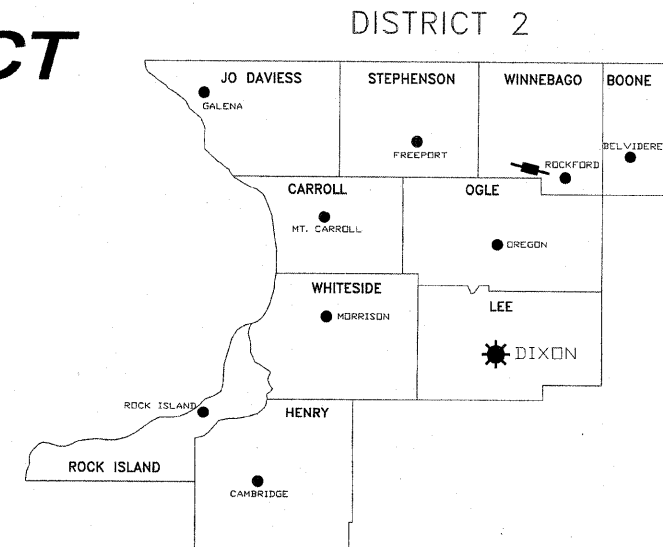 DISTRICT 2
CT
JO DAVIESS
STEPHENSON
WINNEBAGO
BOONE
GALENA
FREEPORT
BELVIDERE
ROCKFORD
CARROLL
OGLE
MT. CARROLL
OREGON
WHITESIDE
LEE
MORRISON
DIXON
ROCK ISLAND
HENRY
ROCK ISLAND
CAMBRIDGE